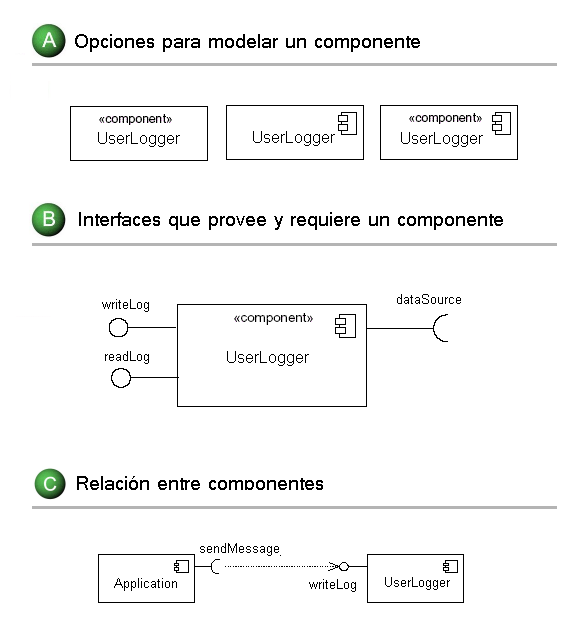 A Opciones para modelar un componente
«component»
UserLogger
UserLogger
«component»
UserLogger
B Interfaces que provee y requiere un componente
writeLog
readLog
«component»
UserLogger
dataSource
C Relación entre componentes
sendMessage
Application
writeLog
UserLogger